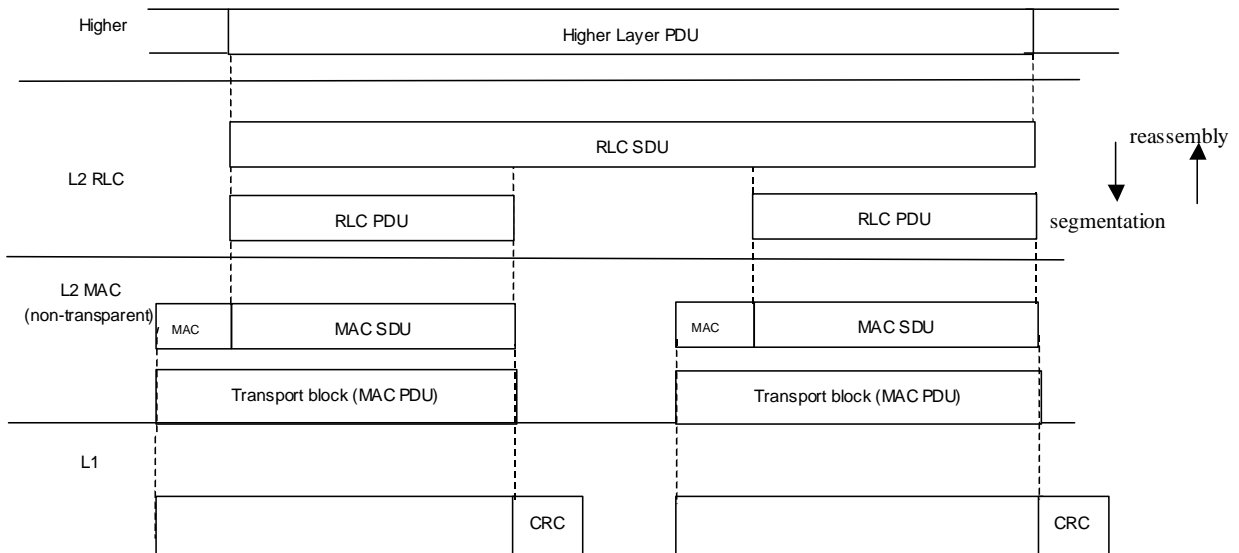 Higher
Higher Layer PDU
RLC SDU
reassembly
L2 RLC
RLC PDU
RLC PDU
segmentation
L2 MAC
(non-transparent)
MAC
MAC SDU
MAC
MAC SDU
Transport block (MAC PDU)
Transport block (MAC PDU)
L1
CRC
CRC